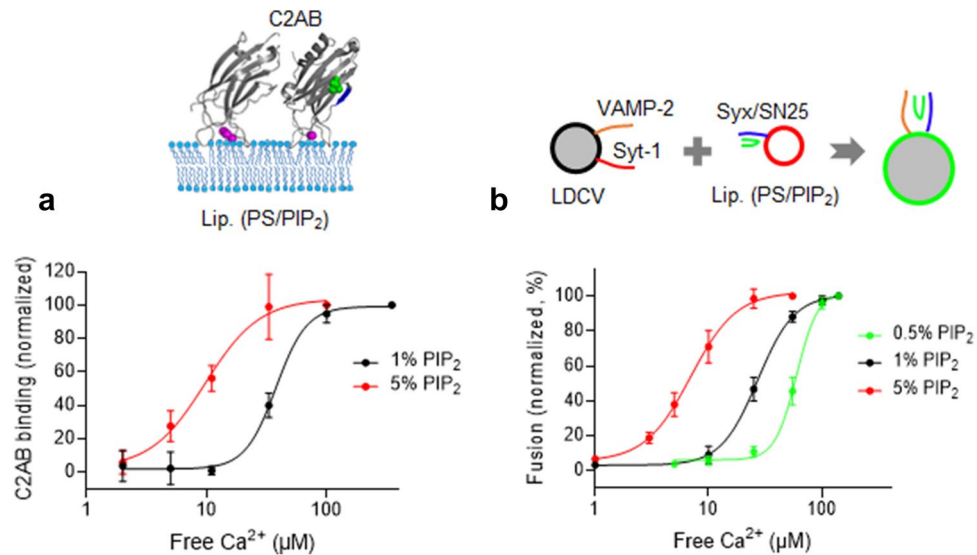 C2AB
a
Lip. (PS/PIP₂)
C2AB binding (normalized)
120
100
80
60
40
20
0
1
10
100
Free Ca²⁺ (μM)
1% PIP₂
5% PIP₂
VAMP-2
Syt-1
LDCV
Syx/SN25
Lip. (PS/PIP₂)
b
Fusion (normalized, %)
100
80
60
40
20
0
1
10
100
Free Ca²⁺ (μM)
0.5% PIP₂
1% PIP₂
5% PIP₂